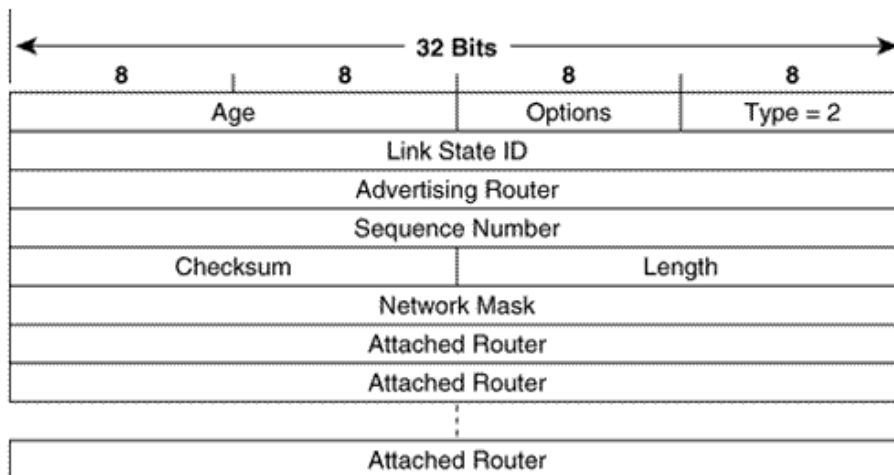 32 Bits
8 8 8 8
Age Options Type = 2
Link State ID
Advertising Router
Sequence Number
Checksum Length
Network Mask
Attached Router
Attached Router
Attached Router